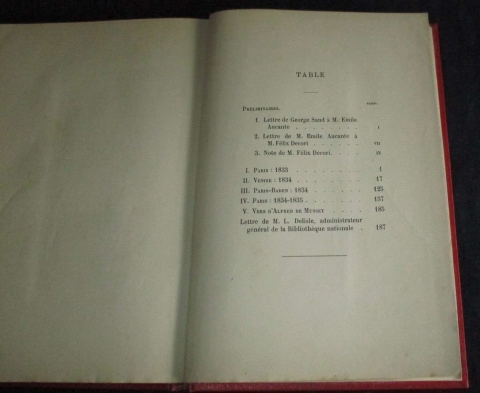 TABLE
PRÉLIMINAIRES.
1. Lettre de George Sand à M. Emile
Aucante . . . . . . . . I
2. Lettre de M. Emile Aucante à
M. Félix Decori. . . . . . . VII
3. Note de M. Félix Decori. . . . . IX
I. PARIS : 1833 . . . . . . . . 1
II. VENISE : 1834 . . . . . . . . 17
III. PARIS-BADEN : 1834 . . . . . . 125
IV. PARIS : 1834-1835. . . . . . . 157
V. VERS D'ALFRED DE MUSSET . . . . 185
Lettre de M. L. Delisle, administrateur
général de la Bibliothèque nationale . 187